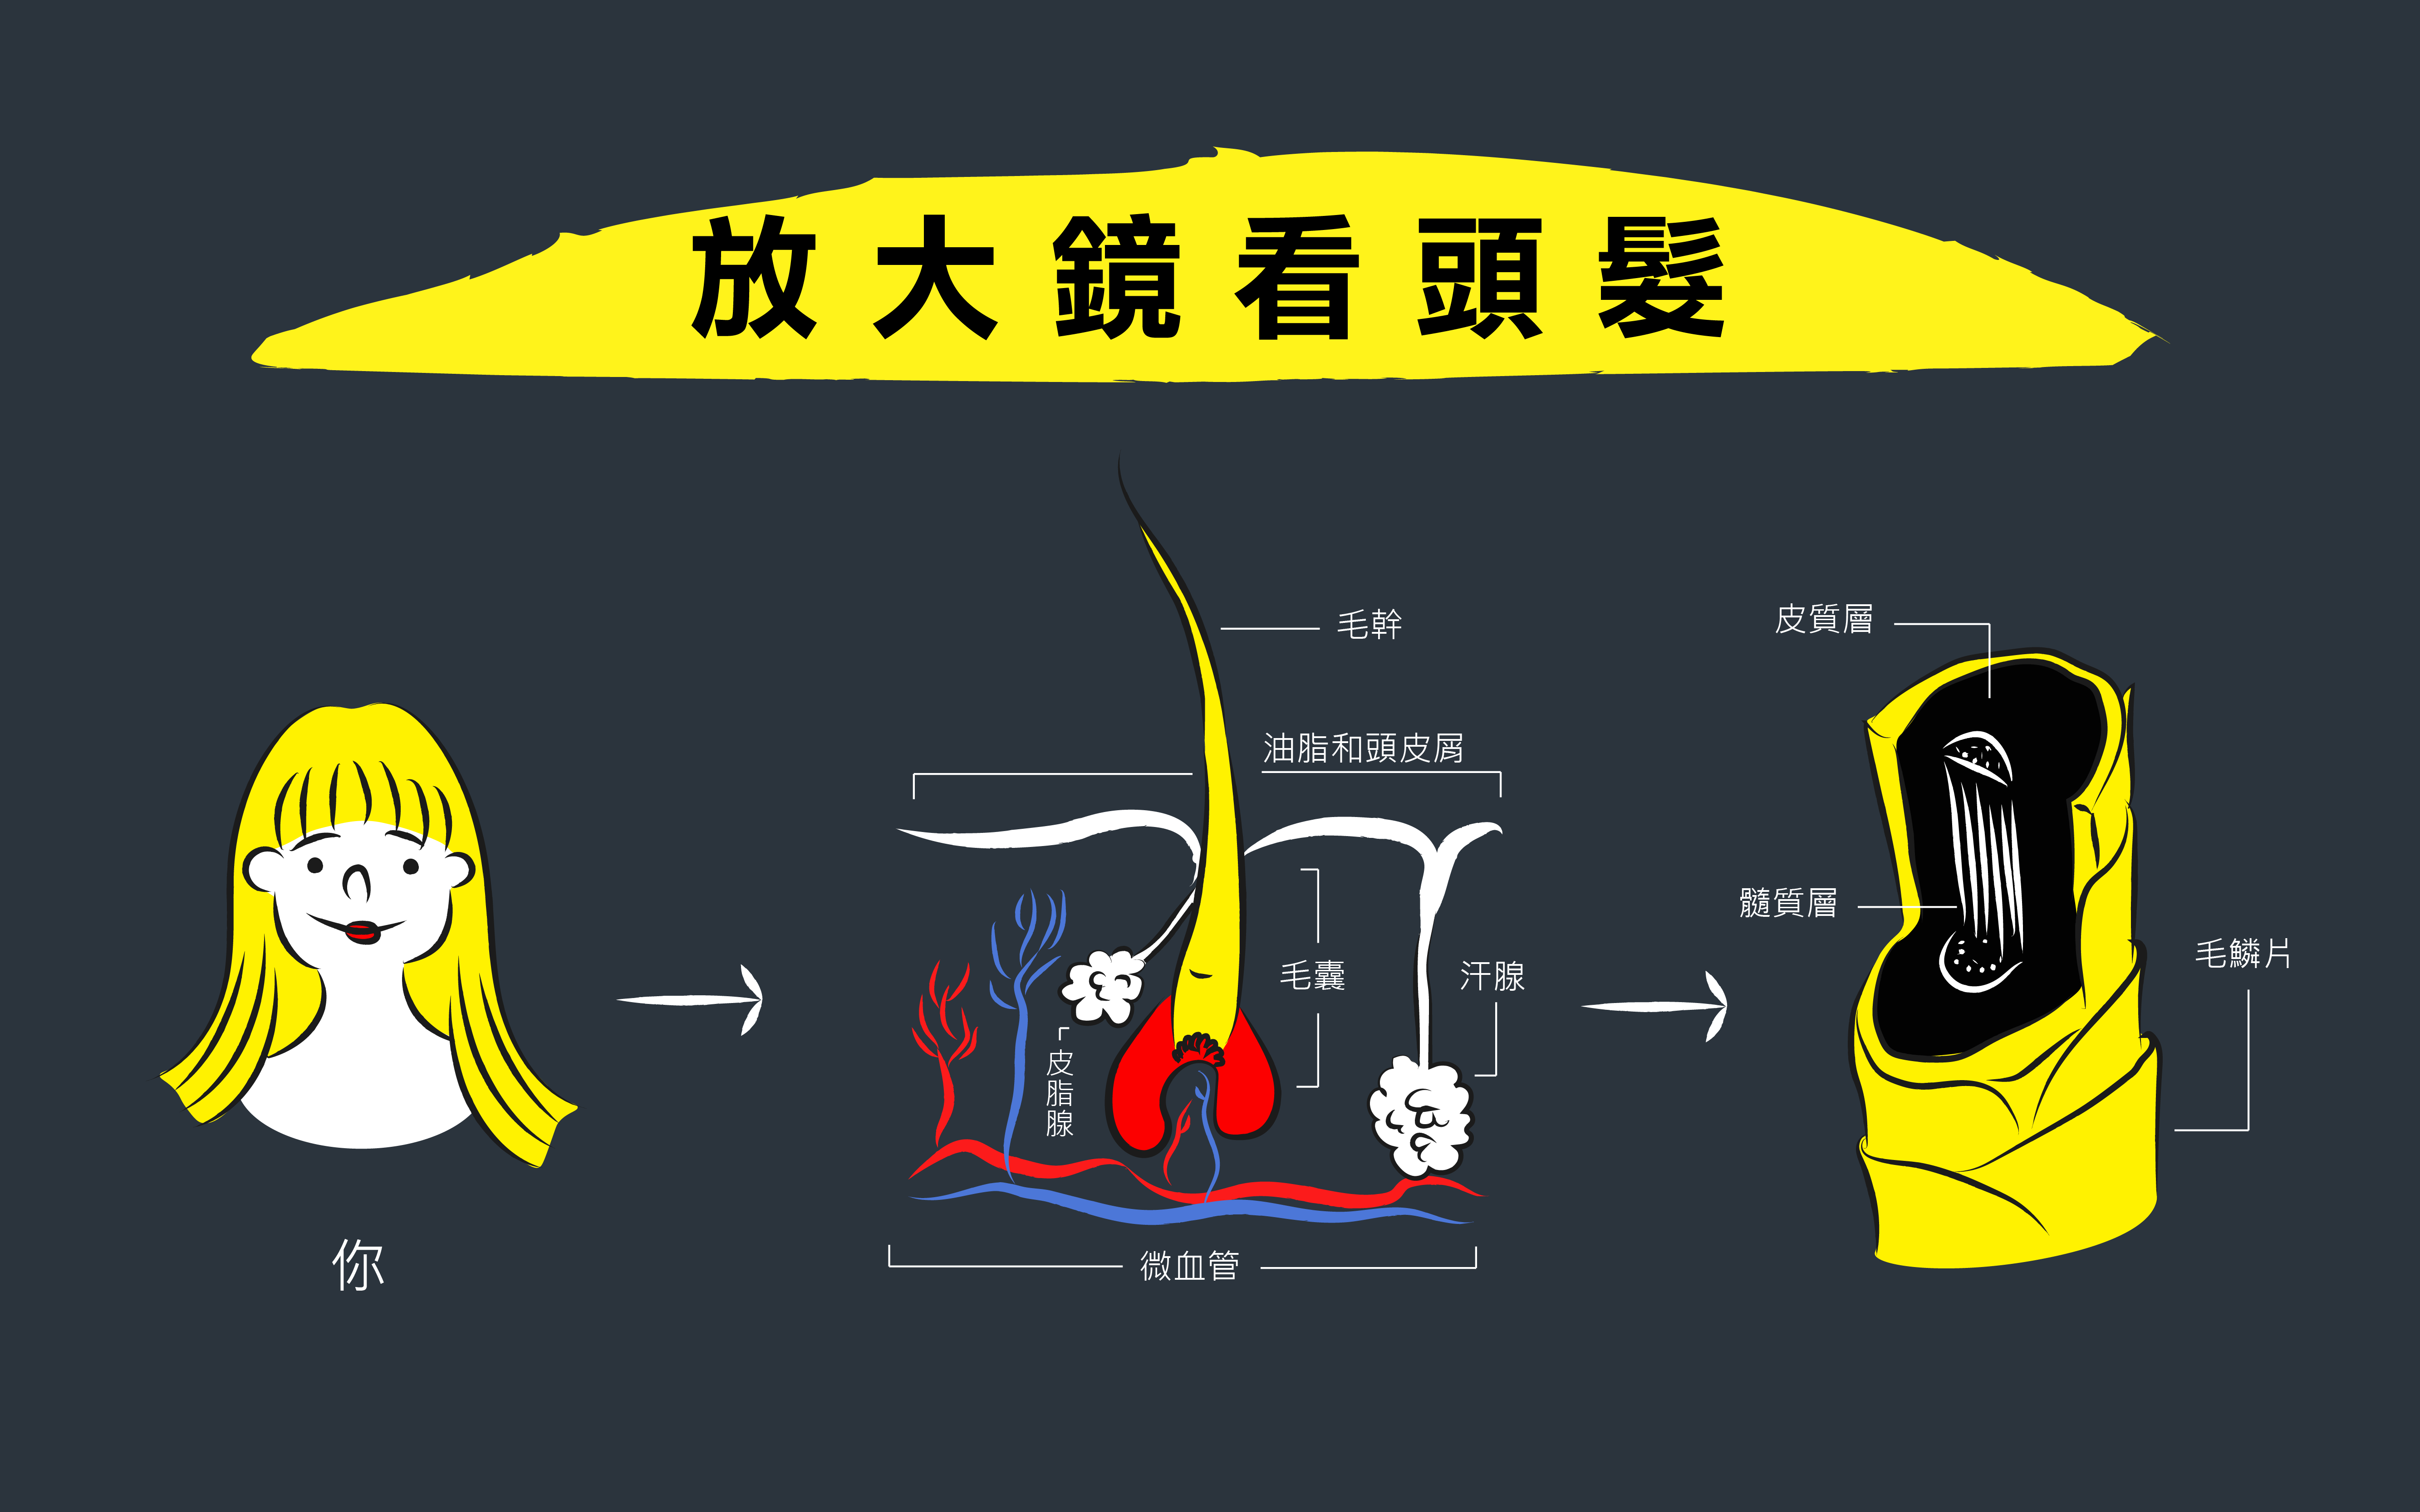 放大鏡看頭髮
你
毛幹
油脂和頭皮屑
毛囊
汗腺
皮脂腺
微血管
皮質層
髓質層
毛鱗片